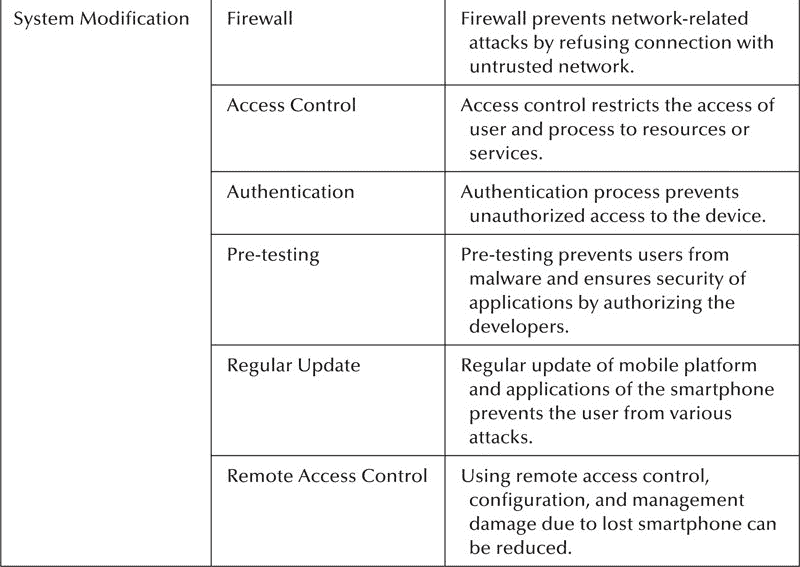 System Modification
Firewall
Firewall prevents network-related
attacks by refusing connection with
untrusted network.
Access Control
Access control restricts the access of
user and process to resources or
services.
Authentication
Authentication process prevents
unauthorized access to the device.
Pre-testing
Pre-testing prevents users from
malware and ensures security of
applications by authorizing the
developers.
Regular Update
Regular update of mobile platform
and applications of the smartphone
prevents the user from various
attacks.
Remote Access Control
Using remote access control,
configuration, and management
damage due to lost smartphone can
be reduced.